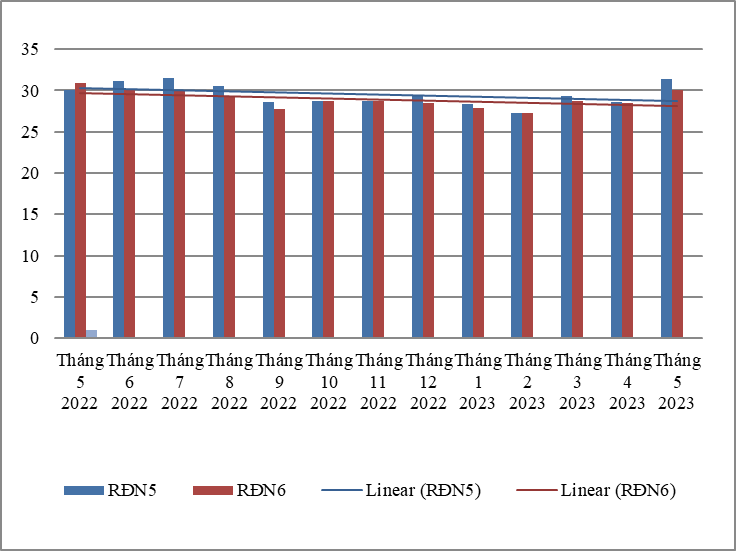 35
30
25
20
15
10
5
0
Tháng Tháng Tháng Tháng Tháng Tháng Tháng Tháng Tháng Tháng Tháng Tháng Tháng
5 6 7 8 9 10 11 12 1 2 3 4 5
2022 2022 2022 2022 2022 2022 2022 2022 2023 2023 2023 2023 2023
RĐN5 RĐN6 Linear (RĐN5) Linear (RĐN6)